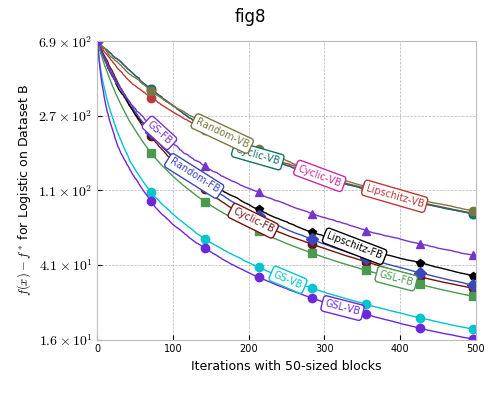 fig8
f(x) − f* for Logistic on Dataset B
6.9 × 10²
2.7 × 10²
1.1 × 10²
4.1 × 10¹
1.6 × 10¹
GS-FB
Random-VB
Cyclic-VB
Cyclic-VB
Lipschitz-VB
Random-FB
Cyclic-FB
Lipschitz-FB
GS-VB
GSL-FB
GSL-VB
0 100 200 300 400 500
Iterations with 50-sized blocks